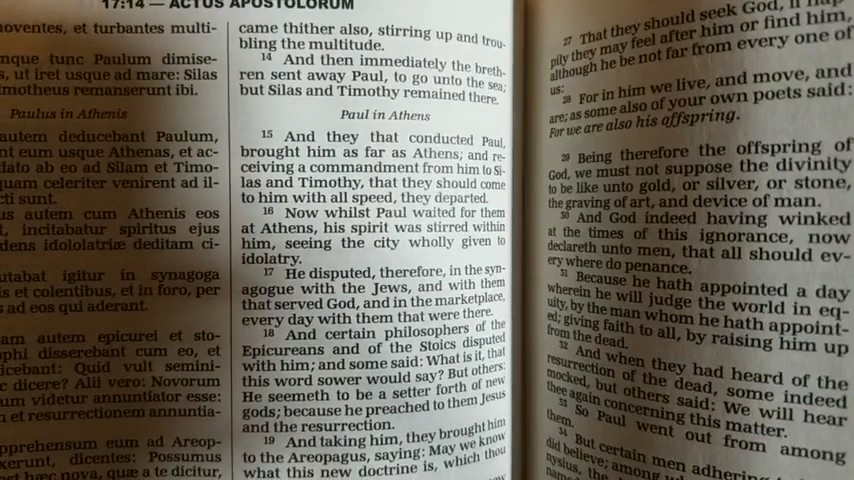 17:14 — ACTUS APOSTOLORUM
noventes, et turbantes multi-
tunc Paulum dimise-
ut iret usque ad mare: Silas
remanserunt ibi.
Paulus in Athenis
autem deducebant Paulum,
eum usque Athenas, et ac-
ab eo ad Silam et Timo-
quam celeriter venirent ad il-
sunt.
autem cum Athenis eos
incitabatur spiritus ejus
idololatriæ deditam ci-
igitur in synagoga
et colentibus, et in foro, per
ad eos qui aderant.
autem epicurei et sto-
disserebant cum eo, et
Quid vult semini-
dicere? Alii vero: Novorum
videtur annuntiator esse:
et resurrectionem annuntia-
eum ad Areop-
dicentes: Possumus
hæc nova, quæ a te dicitur,
came thither also, stirring up and trou-
bling the multitude.
14 And then immediately the breth-
ren sent away Paul, to go unto the sea;
but Silas and Timothy remained there.
Paul in Athens
15 And they that conducted Paul,
brought him as far as Athens; and re-
ceiving a commandment from him to Si-
las and Timothy, that they should come
to him with all speed, they departed.
16 Now whilst Paul waited for them
at Athens, his spirit was stirred within
him, seeing the city wholly given to
idolatry.
17 He disputed, therefore, in the syn-
agogue with the Jews, and with them
that served God, and in the marketplace,
every day with them that were there.
18 And certain philosophers of the
Epicureans and of the Stoics disputed
with him; and some said: What is it, that
this word sower would say? But others:
He seemeth to be a setter forth of new
gods; because he preached to them Jesus
and the resurrection.
19 And taking him, they brought him
to the Areopagus, saying: May we know
what this new doctrine is, which thou
27 That they should seek God, if hap-
pily they may feel after him or find him,
although he be not far from every one of
us:
28 For in him we live, and move, and
are; as some also of your own poets said:
For we are also his offspring.
29 Being therefore the offspring of
God, we must not suppose the divinity
to be like unto gold, or silver, or stone,
the graving of art, and device of man.
30 And God indeed having winked
at the times of this ignorance, now
declareth unto men, that all should ev-
ery where do penance.
31 Because he hath appointed a day
wherein he will judge the world in eq-
uity, by the man whom he hath appoint-
ed; giving faith to all, by raising him up
from the dead.
32 And when they had heard of the
resurrection of the dead, some indeed
mocked, but others said: We will hear
thee again concerning this matter.
33 So Paul went out from among
them.
34 But certain men adhering to
did believe; among
the